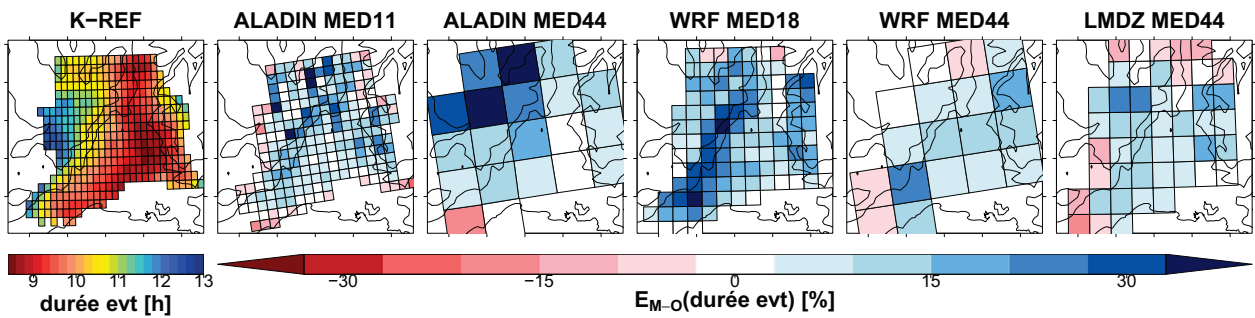 K−REF ALADIN MED11 ALADIN MED44 WRF MED18 WRF MED44 LMDZ MED44
9 10 11 12 13 −30 −15 0 15 30
durée evt [h] E_M−O(durée evt) [%]